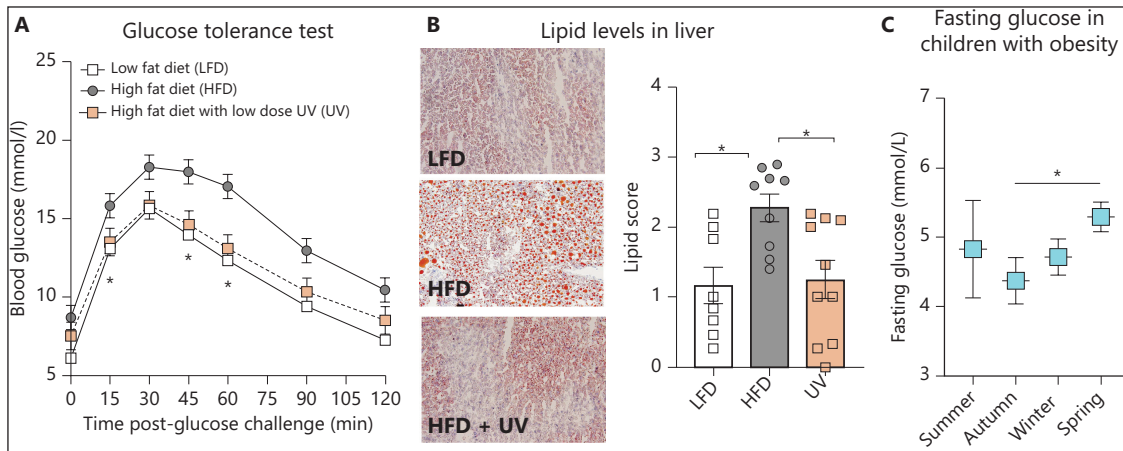 A
Glucose tolerance test
25
20
15
10
5
Blood glucose (mmol/l)
Low fat diet (LFD)
High fat diet (HFD)
High fat diet with low dose UV (UV)
*
*
*
0 15 30 45 60 75 90 105 120
Time post-glucose challenge (min)
B
Lipid levels in liver
LFD
HFD
HFD + UV
4
3
2
1
0
Lipid score
*
*
LFD
HFD
UV
C
Fasting glucose in
children with obesity
7
6
5
4
3
Fasting glucose (mmol/L)
*
Summer
Autumn
Winter
Spring